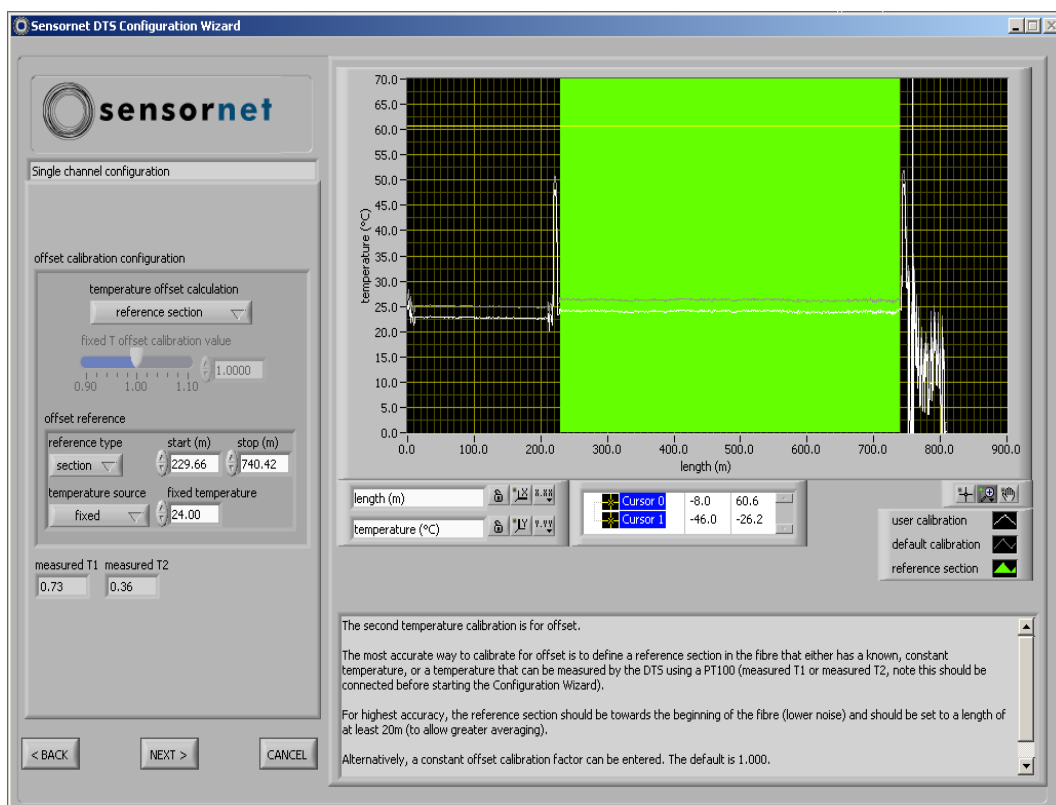 Sensornet DTS Configuration Wizard
sensornet
Single channel configuration
offset calibration configuration
temperature offset calculation
reference section
fixed T offset calibration value
0.90 1.00 1.10
1.0000
offset reference
reference type start (m) stop (m)
section 229.66 740.42
temperature source fixed temperature
fixed 24.00
measured T1 measured T2
0.73 0.36
< BACK NEXT > CANCEL
temperature (°C)
70.0
65.0
60.0
55.0
50.0
45.0
40.0
35.0
30.0
25.0
20.0
15.0
10.0
5.0
0.0
0.0 100.0 200.0 300.0 400.0 500.0 600.0 700.0 800.0 900.0
length (m)
length (m)
temperature (°C)
X X.XX
Y Y.YY
Cursor 0 -8.0 60.6
Cursor 1 -46.0 -26.2
user calibration
default calibration
reference section
The second temperature calibration is for offset.
The most accurate way to calibrate for offset is to define a reference section in the fibre that either has a known, constant
temperature, or a temperature that can be measured by the DTS using a PT100 (measured T1 or measured T2, note this should be
connected before starting the Configuration Wizard).
For highest accuracy, the reference section should be towards the beginning of the fibre (lower noise) and should be set to a length of
at least 20m (to allow greater averaging).
Alternatively, a constant offset calibration factor can be entered. The default is 1.000.